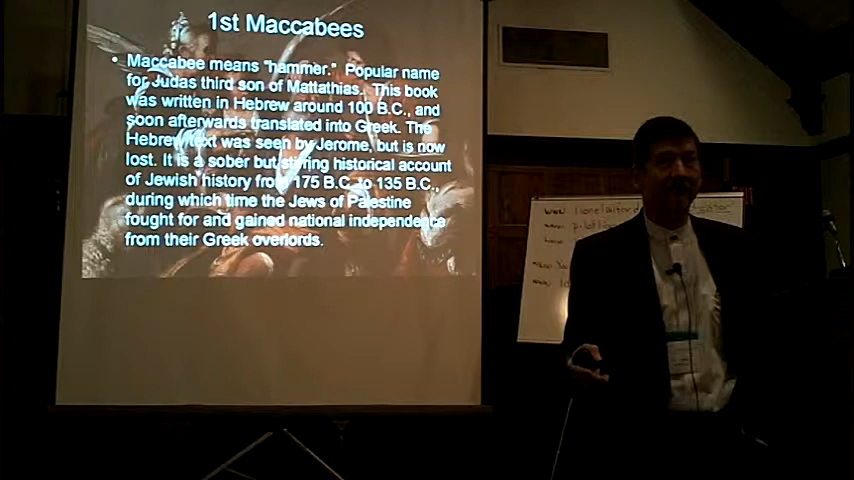 1st Maccabees
• Maccabee means "hammer." Popular name
for Judas third son of Mattathias. This book
was written in Hebrew around 100 B.C., and
soon afterwards translated into Greek. The
Hebrew text was seen by Jerome, but is now
lost. It is a sober but stirring historical account
of Jewish history from 175 B.C. to 135 B.C.,
during which time the Jews of Palestine
fought for and gained national independence
from their Greek overlords.
www
www
www